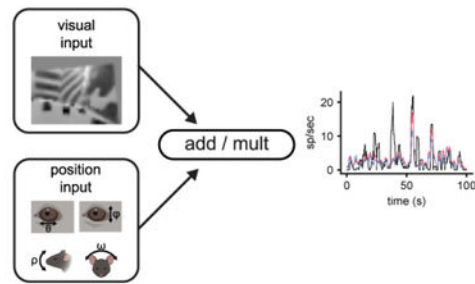 visual
input
position
input
θ
φ
ρ
ω
add / mult
sp/sec
20
10
0
0
50
100
time (s)